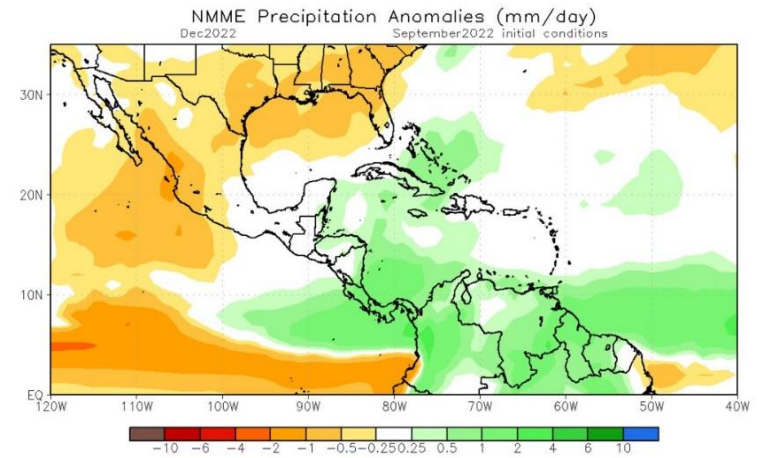 NMME Precipitation Anomalies (mm/day)
Dec2022 September2022 initial conditions
30N
20N
10N
EQ
120W 110W 100W 90W 80W 70W 60W 50W 40W
-10 -6 -4 -2 -1 -0.5-0.250.25 0.5 1 2 4 6 10